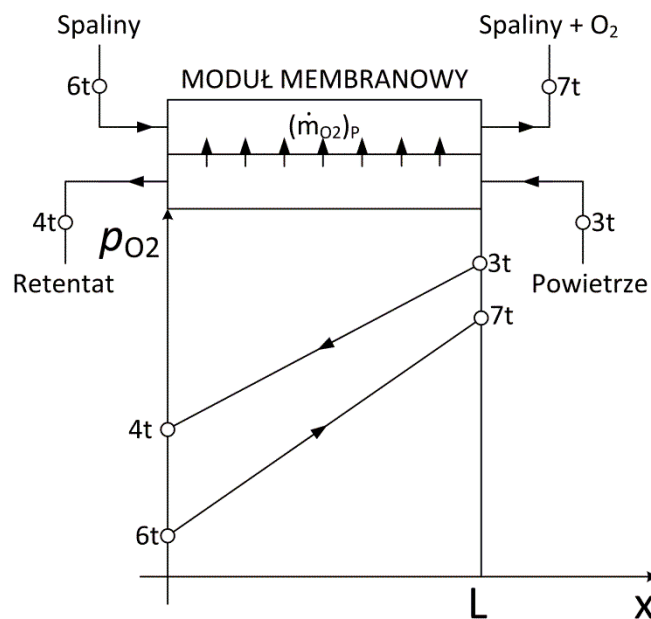 Spaliny
Spaliny + O₂
6t
7t
MODUŁ MEMBRANOWY
(ṁO2)P
4t
3t
pO2
Retentat
Powietrze
3t
7t
4t
6t
L
x